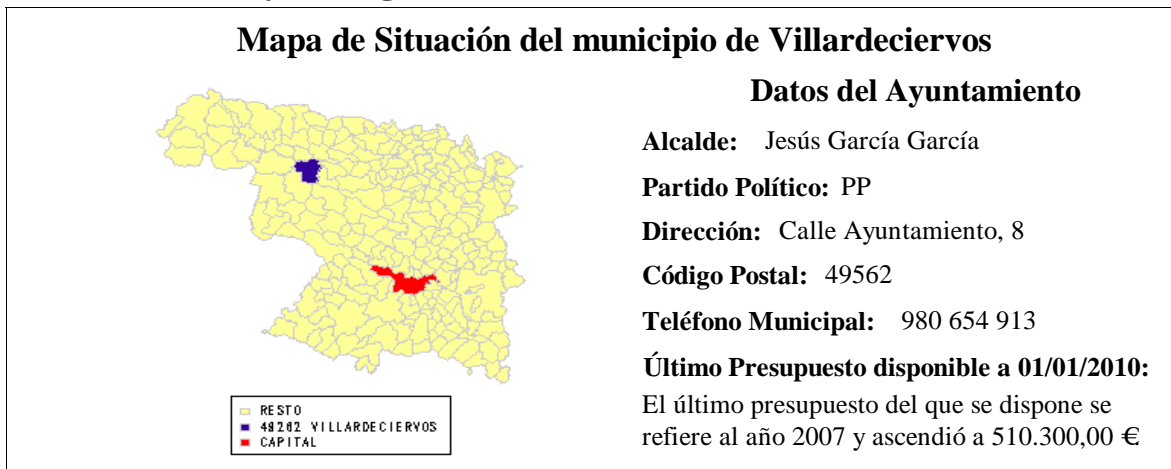 Mapa de Situación del municipio de Villardeciervos
Datos del Ayuntamiento
Alcalde: Jesús García García
Partido Político: PP
Dirección: Calle Ayuntamiento, 8
Código Postal: 49562
Teléfono Municipal: 980 654 913
Último Presupuesto disponible a 01/01/2010:
El último presupuesto del que se dispone se
refiere al año 2007 y ascendió a 510.300,00 €
RESTO
49262 VILLARDECIERVOS
CAPITAL